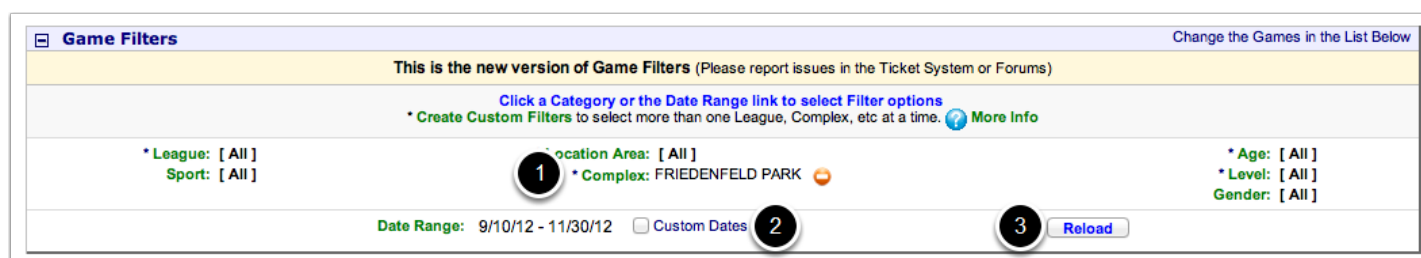 Game Filters Change the Games in the List Below
This is the new version of Game Filters (Please report issues in the Ticket System or Forums)
Click a Category or the Date Range link to select Filter options
* Create Custom Filters to select more than one League, Complex, etc at a time. ? More Info
* League: [ All ] Location Area: [ All ] * Age: [ All ]
Sport: [ All ] 1 * Complex: FRIEDENFELD PARK * Level: [ All ]
Gender: [ All ]
Date Range: 9/10/12 - 11/30/12 Custom Dates 2 3 Reload